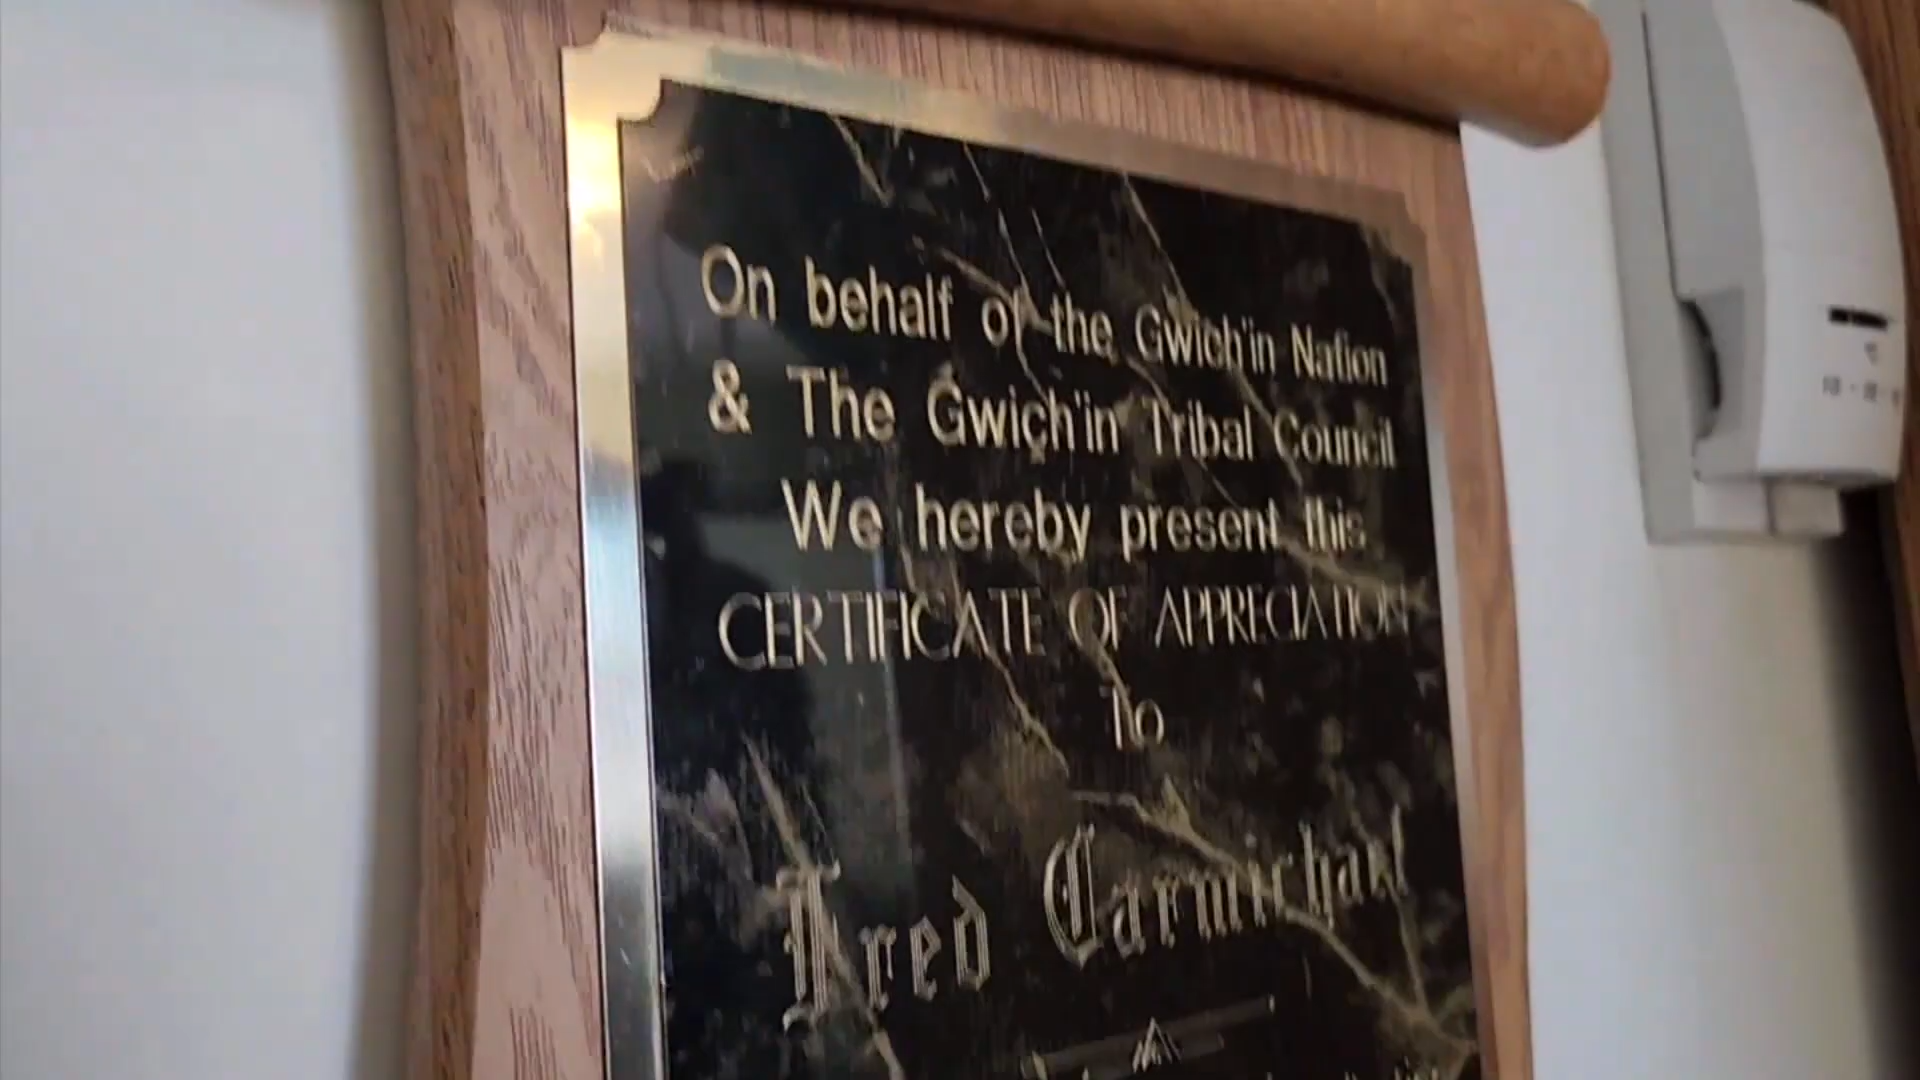 On behalf of the Gwich'in Nation
& The Gwich'in Tribal Council
We hereby present this
CERTIFICATE OF APPRECIATION
To
Fred Carmichael